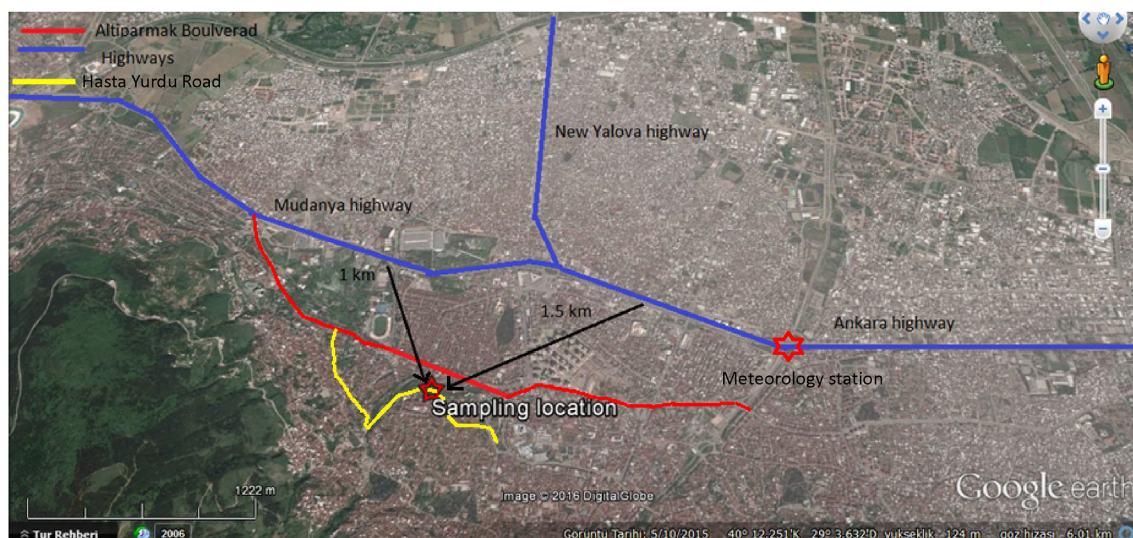 Altiparmak Boulverad
Highways
Hasta Yurdu Road
New Yalova highway
Mudanya highway
1 km
1.5 km
Ankara highway
Meteorology station
Sampling location
1222 m
Image © 2016 DigitalGlobe
Google earth
Tur Rehberi
2006
Görüntü Tarihi: 5/10/2015 40° 12.251'K 29° 3.632'D yükseklik 124 m göz hizası 6.01 km